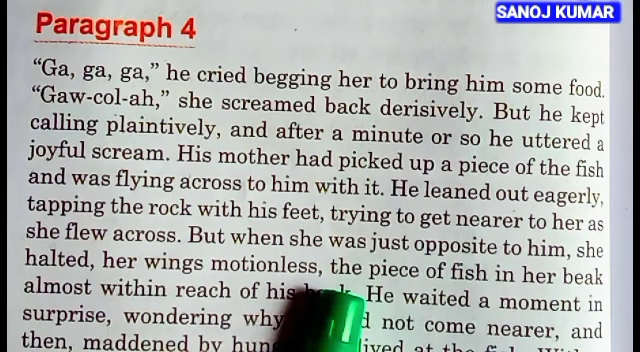 SANOJ KUMAR
Paragraph 4
“Ga, ga, ga,” he cried begging her to bring him some food.
“Gaw-col-ah,” she screamed back derisively. But he kept
calling plaintively, and after a minute or so he uttered a
joyful scream. His mother had picked up a piece of the fish
and was flying across to him with it. He leaned out eagerly,
tapping the rock with his feet, trying to get nearer to her as
she flew across. But when she was just opposite to him, she
halted, her wings motionless, the piece of fish in her beak
almost within reach of his He waited a moment in
surprise, wondering why not come nearer, and
then, maddened by at the